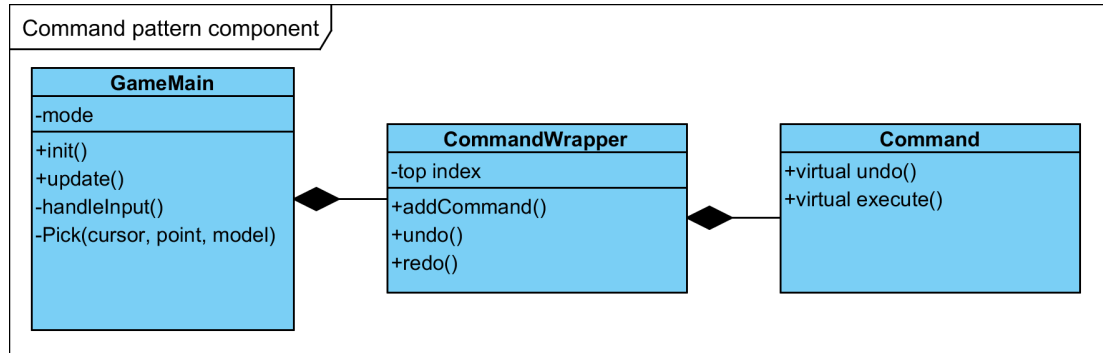 Command pattern component
GameMain
-mode
+init()
+update()
-handleInput()
-Pick(cursor, point, model)
CommandWrapper
-top index
+addCommand()
+undo()
+redo()
Command
+virtual undo()
+virtual execute()